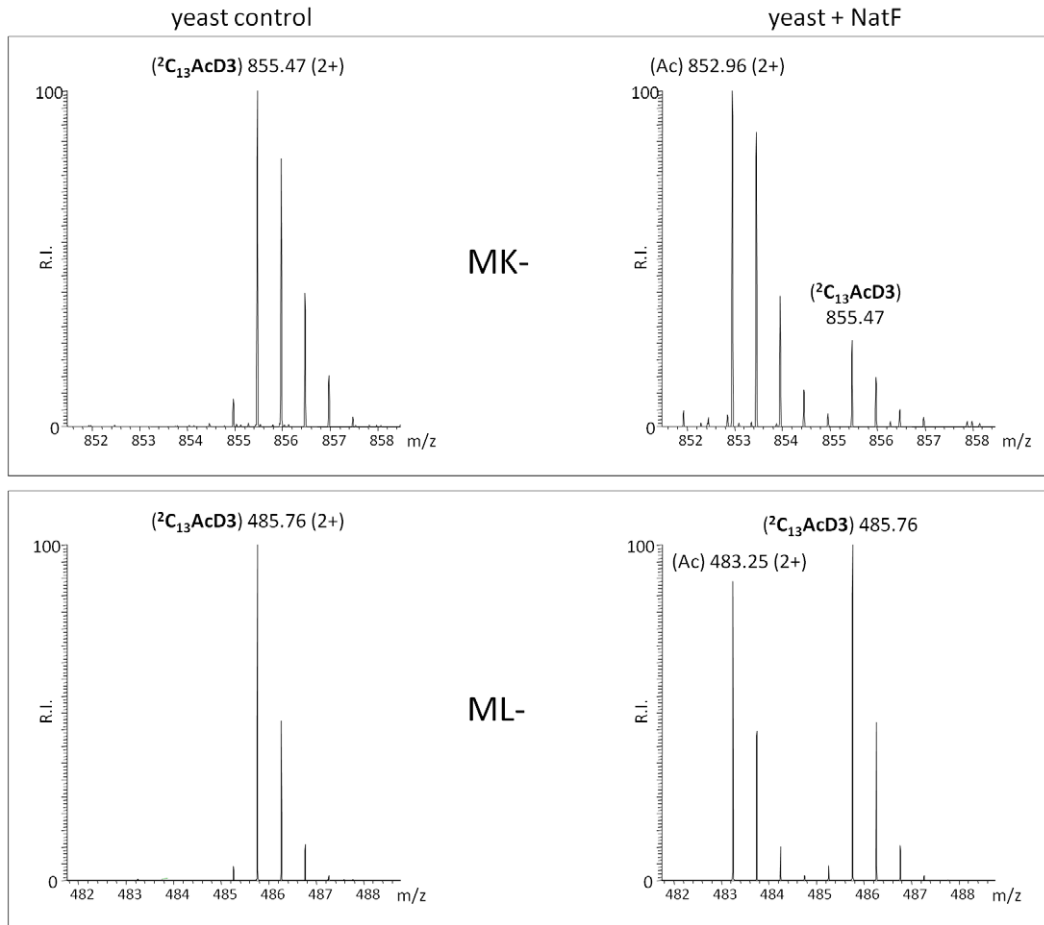 yeast control
yeast + NatF
(²C₁₃AcD3) 855.47 (2+)
100
R.I.
0
852 853 854 855 856 857 858 m/z
MK-
(Ac) 852.96 (2+)
100
(²C₁₃AcD3)
855.47
R.I.
0
852 853 854 855 856 857 858 m/z
(²C₁₃AcD3) 485.76 (2+)
100
R.I.
0
482 483 484 485 486 487 488 m/z
ML-
(²C₁₃AcD3) 485.76
100
(Ac) 483.25 (2+)
R.I.
0
482 483 484 485 486 487 488 m/z